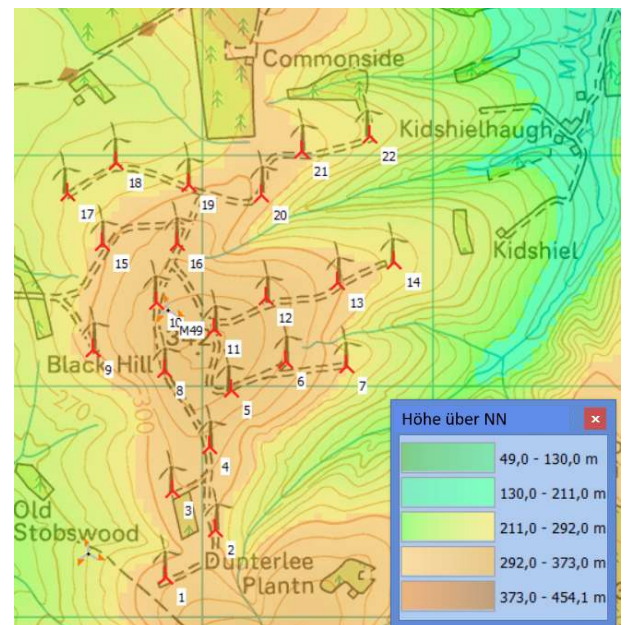 Commonside
Mill
Kidshielhaugh
22
21
18
17
19
20
Kidshiel
15
16
14
13
12
10
M49
11
3
Black Hill
9
8
6
7
5
300
4
Höhe über NN
49,0 - 130,0 m
130,0 - 211,0 m
211,0 - 292,0 m
292,0 - 373,0 m
373,0 - 454,1 m
3
Old
Stobswood
2
Dunterlee
Plantn
1